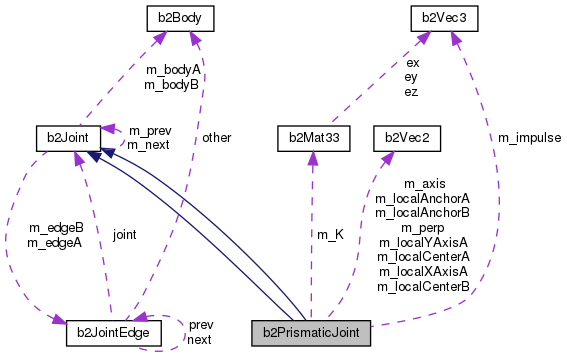 b2Body
b2Vec3
m_bodyA
m_bodyB
ex
ey
ez
b2Joint
m_prev
m_next
other
b2Mat33
b2Vec2
m_impulse
m_edgeB
m_edgeA
joint
m_K
m_axis
m_localAnchorA
m_localAnchorB
m_perp
m_localYAxisA
m_localCenterA
m_localXAxisA
m_localCenterB
b2JointEdge
prev
next
b2PrismaticJoint